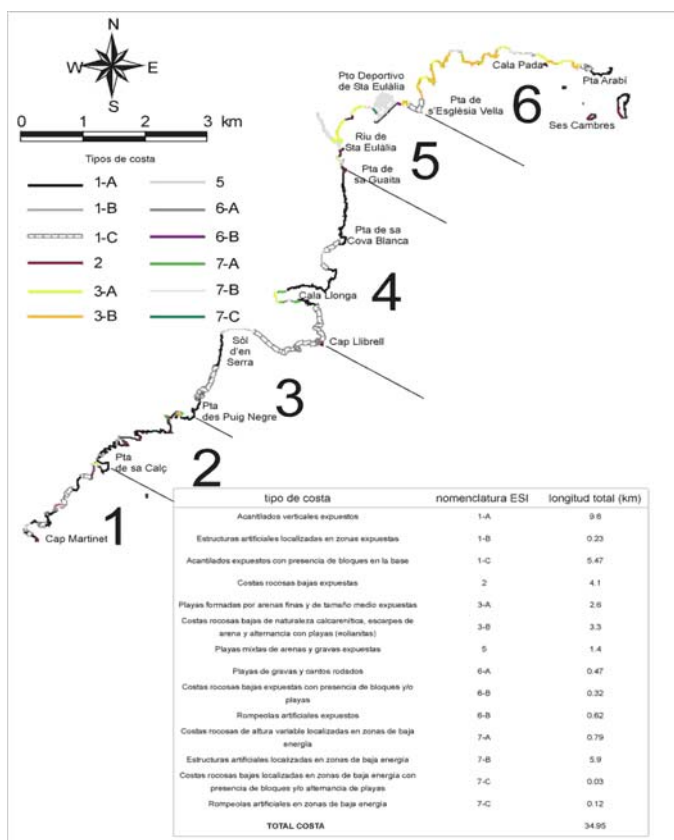 N
W E
S
0 1 2 3 km
Tipos de costa
1-A
1-B
1-C
2
3-A
3-B
5
6-A
6-B
7-A
7-B
7-C
Cala Pada
Pta Arabí
Pto Deportivo
de Sta Eulàlia
6
Pta de
s'Església Vella
Ses Cambres
Riu de
Sta Eulàlia
5
Pta de
sa Guaita
Pta de sa
Cova Blanca
4
Cala Llonga
Sòl
d'en
Serra
Cap Llibrell
3
Pta
des Puig Negre
2
Pta
de sa Calç
1
Cap Martinet
tipo de costa nomenclatura ESI longitud total (km)
Acantilados verticales expuestos 1-A 9.6
Estructuras artificiales localizadas en zonas expuestas 1-B 0.23
Acantilados expuestos con presencia de bloques en la base 1-C 5.47
Costas rocosas bajas expuestas 2 4.1
Playas formadas por arenas finas y de tamaño medio expuestas 3-A 2.6
Costas rocosas bajas de naturaleza calcarenítica, escarpes de
arena y alternancia con playas (eolianitas) 3-B 3.3
Playas mixtas de arenas y gravas expuestas 5 1.4
Playas de gravas y cantos rodados 6-A 0.47
Costas rocosas bajas expuestas con presencia de bloques y/o
playas 6-B 0.32
Rompeolas artificiales expuestos 6-B 0.62
Costas rocosas de altura variable localizadas en zonas de baja
energía 7-A 0.79
Estructuras artificiales localizadas en zonas de baja energía 7-B 5.9
Costas rocosas bajas localizadas en zonas de baja energía con
presencia de bloques y/o alternancia de playas 7-C 0.03
Rompeolas artificiales en zonas de baja energía 7-C 0.12
TOTAL COSTA 34.95